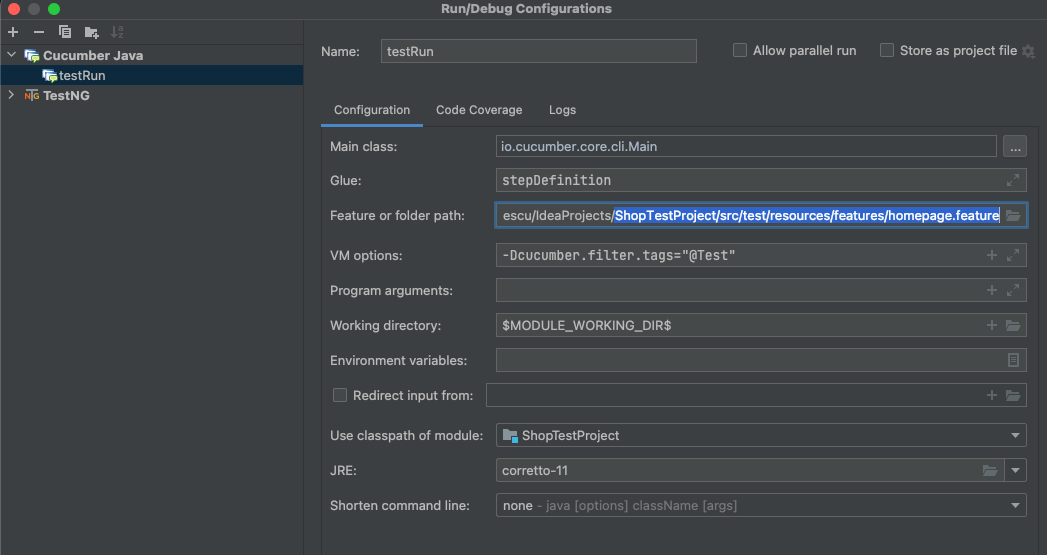 Run/Debug Configurations
Cucumber Java
testRun
TestNG
Name:
testRun
Allow parallel run
Store as project file
Configuration
Code Coverage
Logs
Main class:
io.cucumber.core.cli.Main
...
Glue:
stepDefinition
Feature or folder path:
escu/IdeaProjects/ShopTestProject/src/test/resources/features/homepage.feature
VM options:
-Dcucumber.filter.tags="@Test"
Program arguments:
Working directory:
$MODULE_WORKING_DIR$
Environment variables:
Redirect input from:
Use classpath of module:
ShopTestProject
JRE:
corretto-11
Shorten command line:
none - java [options] className [args]